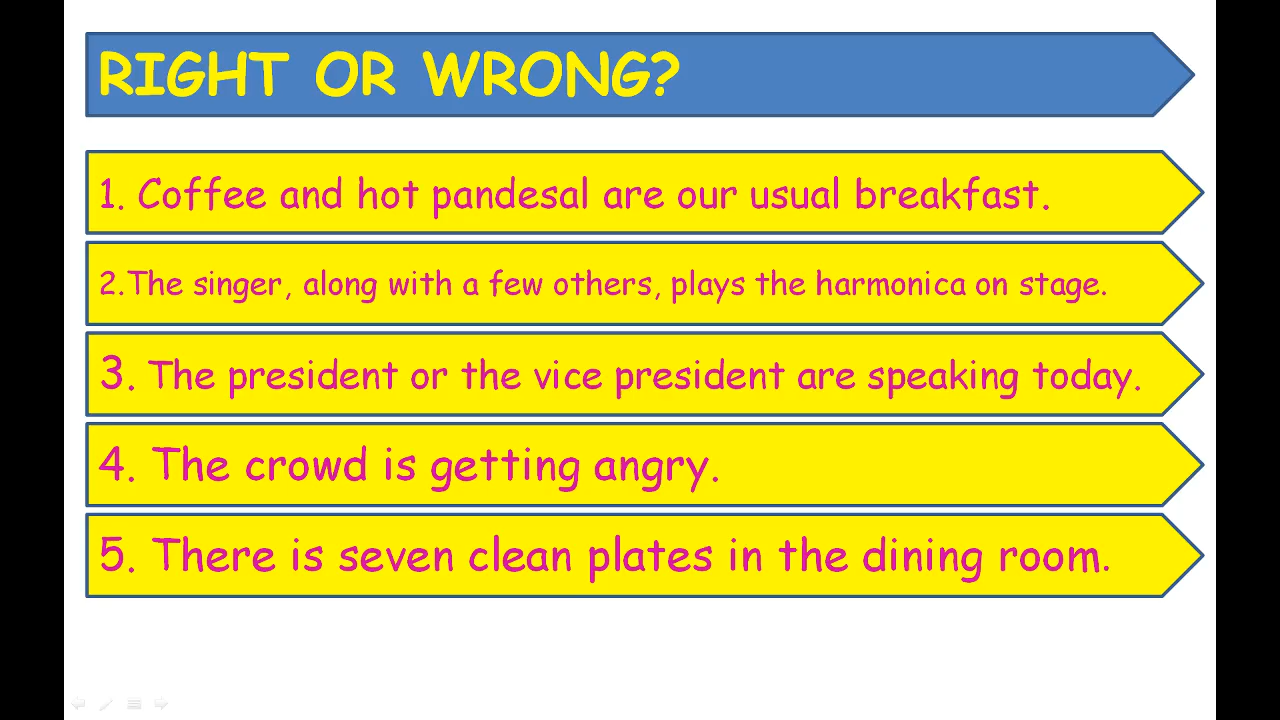 RIGHT OR WRONG?
1. Coffee and hot pandesal are our usual breakfast.
2.The singer, along with a few others, plays the harmonica on stage.
3. The president or the vice president are speaking today.
4. The crowd is getting angry.
5. There is seven clean plates in the dining room.